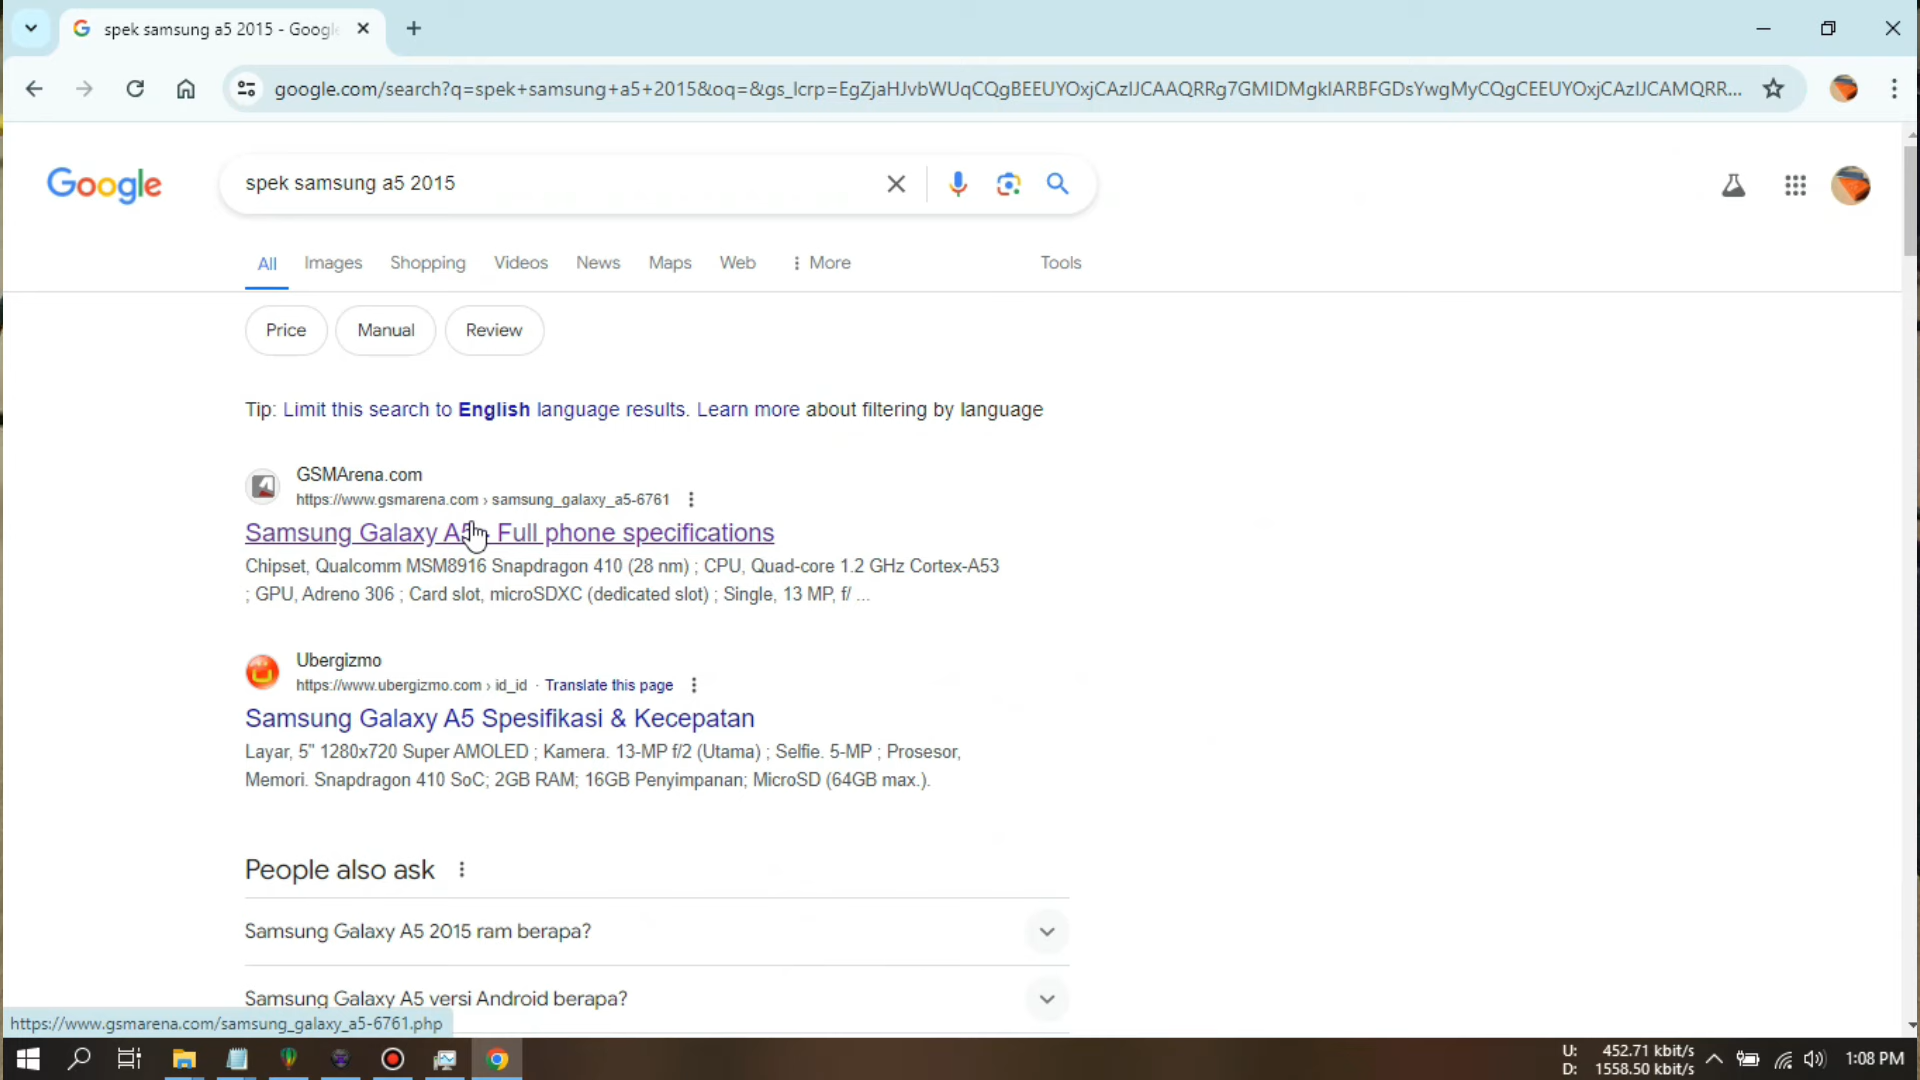 spek samsung a5 2015 - Googl
google.com/search?q=spek+samsung+a5+2015&oq=&gs_lcrp=EgZjaHJvbWUqCQgBEEUYOxjCAzIJCAAQRRg7GMIDMgkIARBFGDsYwgMyCQgCEEUYOxjCAzIJCAMQRR...
Google
spek samsung a5 2015
All
Images
Shopping
Videos
News
Maps
Web
More
Tools
Price
Manual
Review
Tip: Limit this search to English language results. Learn more about filtering by language
GSMArena.com
https://www.gsmarena.com › samsung_galaxy_a5-6761
Samsung Galaxy A5 - Full phone specifications
Chipset, Qualcomm MSM8916 Snapdragon 410 (28 nm) ; CPU, Quad-core 1.2 GHz Cortex-A53
; GPU, Adreno 306 ; Card slot, microSDXC (dedicated slot) ; Single, 13 MP, f/ ...
Ubergizmo
https://www.ubergizmo.com › id_id · Translate this page
Samsung Galaxy A5 Spesifikasi & Kecepatan
Layar, 5" 1280x720 Super AMOLED ; Kamera. 13-MP f/2 (Utama) ; Selfie. 5-MP ; Prosesor,
Memori. Snapdragon 410 SoC; 2GB RAM; 16GB Penyimpanan; MicroSD (64GB max.).
People also ask
Samsung Galaxy A5 2015 ram berapa?
Samsung Galaxy A5 versi Android berapa?
https://www.gsmarena.com/samsung_galaxy_a5-6761.php
U: 452.71 kbit/s
D: 1558.50 kbit/s
1:08 PM